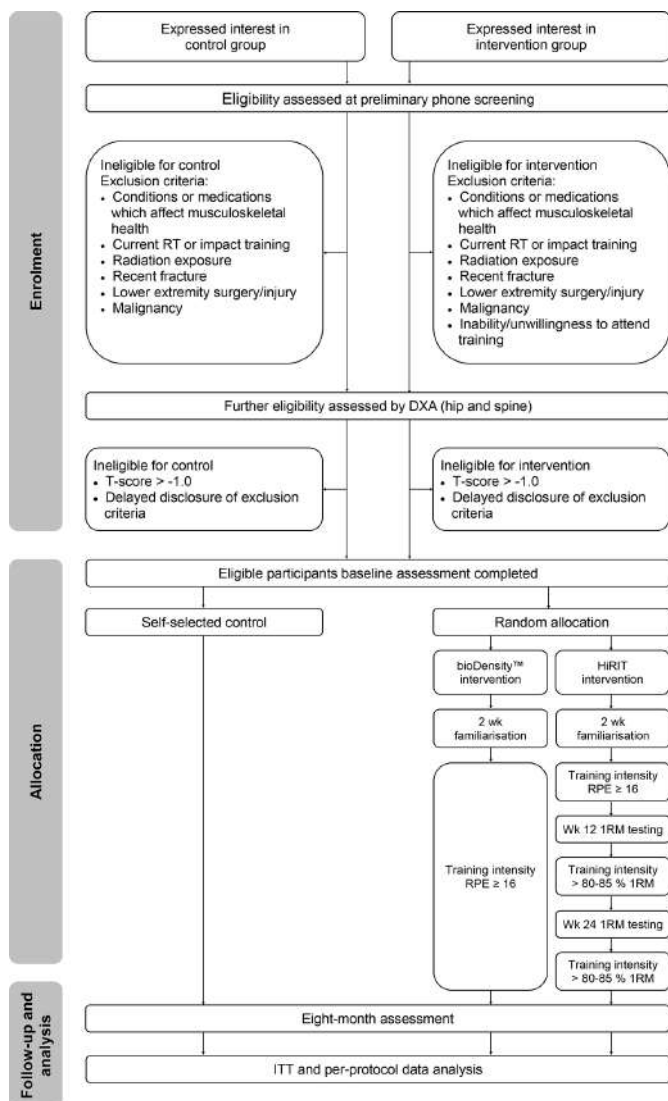 Enrolment
Expressed interest in
control group
Expressed interest in
intervention group
Eligibility assessed at preliminary phone screening
Ineligible for control
Exclusion criteria:
• Conditions or medications
which affect musculoskeletal
health
• Current RT or impact training
• Radiation exposure
• Recent fracture
• Lower extremity surgery/injury
• Malignancy
Ineligible for intervention
Exclusion criteria:
• Conditions or medications
which affect musculoskeletal
health
• Current RT or impact training
• Radiation exposure
• Recent fracture
• Lower extremity surgery/injury
• Malignancy
• Inability/unwillingness to attend
training
Further eligibility assessed by DXA (hip and spine)
Ineligible for control
• T-score > -1.0
• Delayed disclosure of exclusion
criteria
Ineligible for intervention
• T-score > -1.0
• Delayed disclosure of exclusion
criteria
Allocation
Eligible participants baseline assessment completed
Self-selected control
Random allocation
bioDensity™
intervention
HiRIT
intervention
2 wk
familiarisation
2 wk
familiarisation
Training intensity
RPE ≥ 16
Training intensity
RPE ≥ 16
Wk 12 1RM testing
Training intensity
> 80-85 % 1RM
Wk 24 1RM testing
Training intensity
> 80-85 % 1RM
Follow-up and
analysis
Eight-month assessment
ITT and per-protocol data analysis